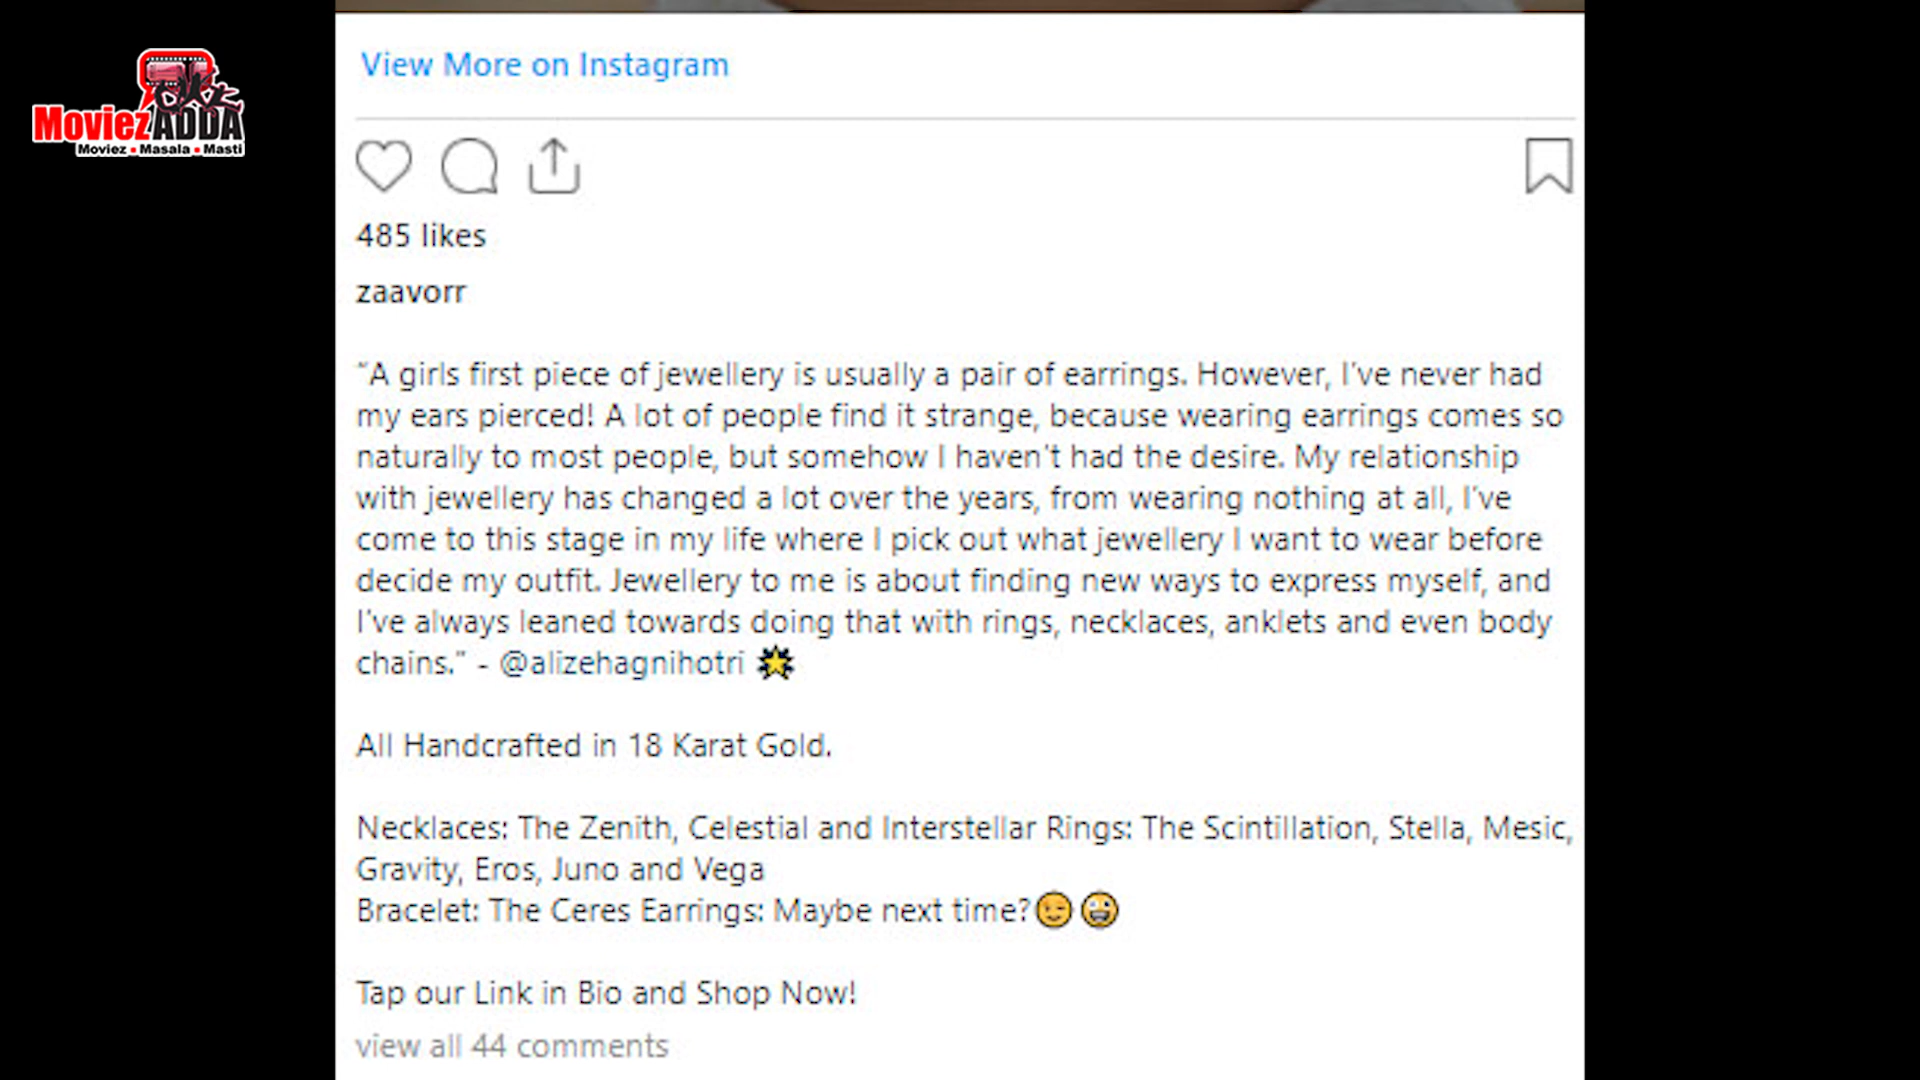 MoviezADDA
Moviez • Masala • Masti
View More on Instagram
485 likes
zaavorr
“A girls first piece of jewellery is usually a pair of earrings. However, I've never had
my ears pierced! A lot of people find it strange, because wearing earrings comes so
naturally to most people, but somehow I haven't had the desire. My relationship
with jewellery has changed a lot over the years, from wearing nothing at all, I've
come to this stage in my life where I pick out what jewellery I want to wear before
decide my outfit. Jewellery to me is about finding new ways to express myself, and
I've always leaned towards doing that with rings, necklaces, anklets and even body
chains.” - @alizehagnihotri 🌟
All Handcrafted in 18 Karat Gold.
Necklaces: The Zenith, Celestial and Interstellar Rings: The Scintillation, Stella, Mesic,
Gravity, Eros, Juno and Vega
Bracelet: The Ceres Earrings: Maybe next time?😉😜
Tap our Link in Bio and Shop Now!
view all 44 comments